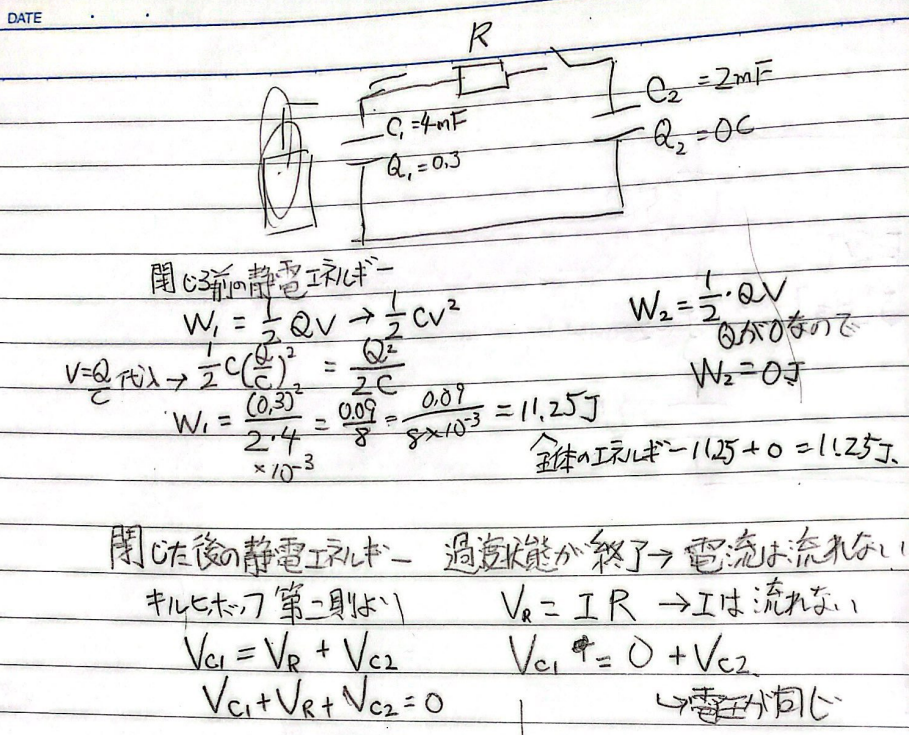 DATE
R
C₁=4mF
Q₁=0.3
C₂=2mF
Q₂=0C
閉じる前の静電エネルギー
W₁=1/2 QV→1/2 CV²
V=Q/C 代入→ 1/2 C(Q/C)² = Q²/2C
W₁=(0.3)²/2・4×10⁻³=0.09/8=0.09/8×10⁻³=11.25J
W₂=1/2・QV
Qが0なので
W₂=0J
全体のエネルギー11.25+0=11.25J
閉じた後の静電エネルギー 過渡状態が終了→電流は流れない
キルヒホッフ第二則より
V_R=IR→Iは流れない
V_C1=V_R+V_C2
V_C1=0+V_C2
V_C1+V_R+V_C2=0
↳電圧が同じ